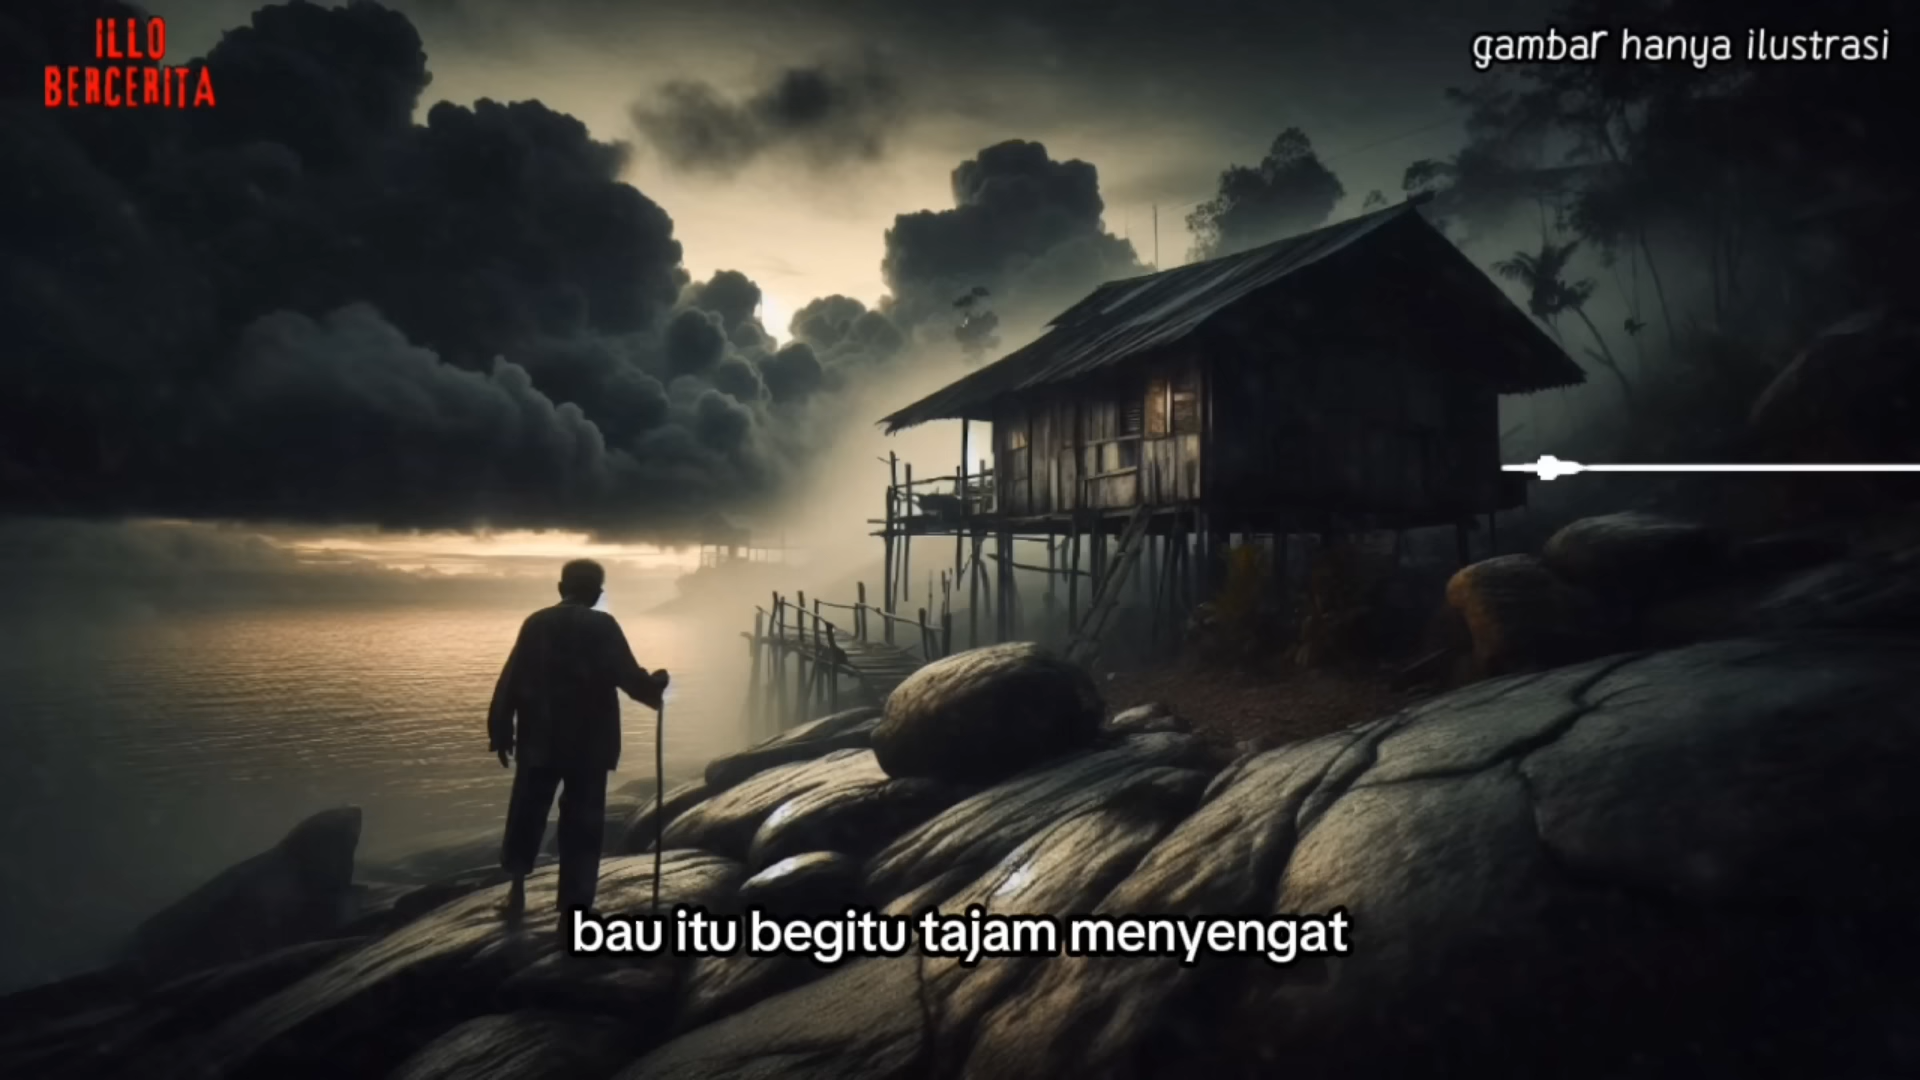 ILLO
BERCERITA
gambar hanya ilustrasi
bau itu begitu tajam menyengat